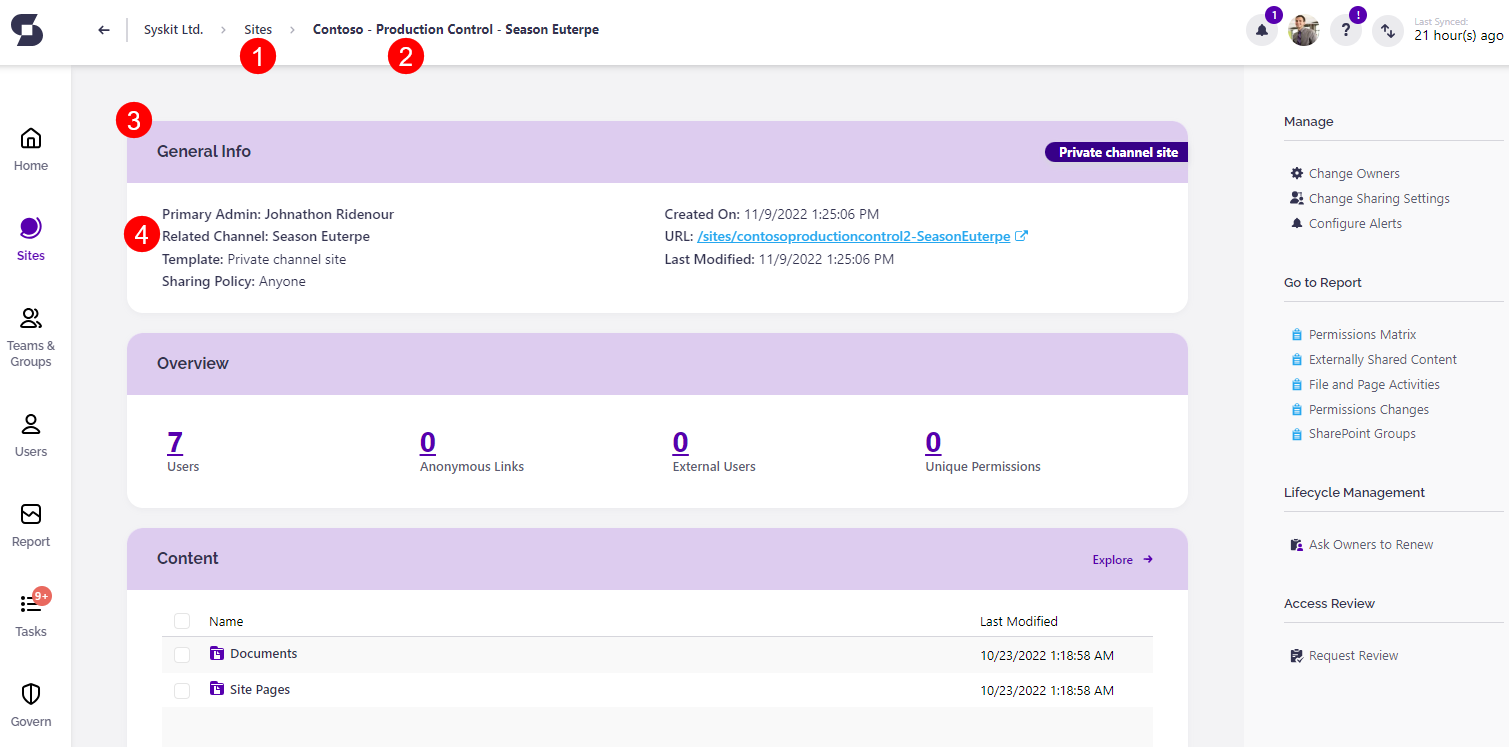 Syskit Ltd. > Sites > Contoso - Production Control - Season Euterpe
1
2
1
!
?
Last Synced:
21 hour(s) ago
Home
Sites
Teams &
Groups
Users
Report
9+
Tasks
Govern
3
General Info
Private channel site
4
Primary Admin: Johnathon Ridenour
Related Channel: Season Euterpe
Template: Private channel site
Sharing Policy: Anyone
Created On: 11/9/2022 1:25:06 PM
URL: /sites/contosoproductioncontrol2-SeasonEuterpe
Last Modified: 11/9/2022 1:25:06 PM
Overview
7
Users
0
Anonymous Links
0
External Users
0
Unique Permissions
Content
Explore
Name Last Modified
Documents 10/23/2022 1:18:58 AM
Site Pages 10/23/2022 1:18:58 AM
Manage
Change Owners
Change Sharing Settings
Configure Alerts
Go to Report
Permissions Matrix
Externally Shared Content
File and Page Activities
Permissions Changes
SharePoint Groups
Lifecycle Management
Ask Owners to Renew
Access Review
Request Review